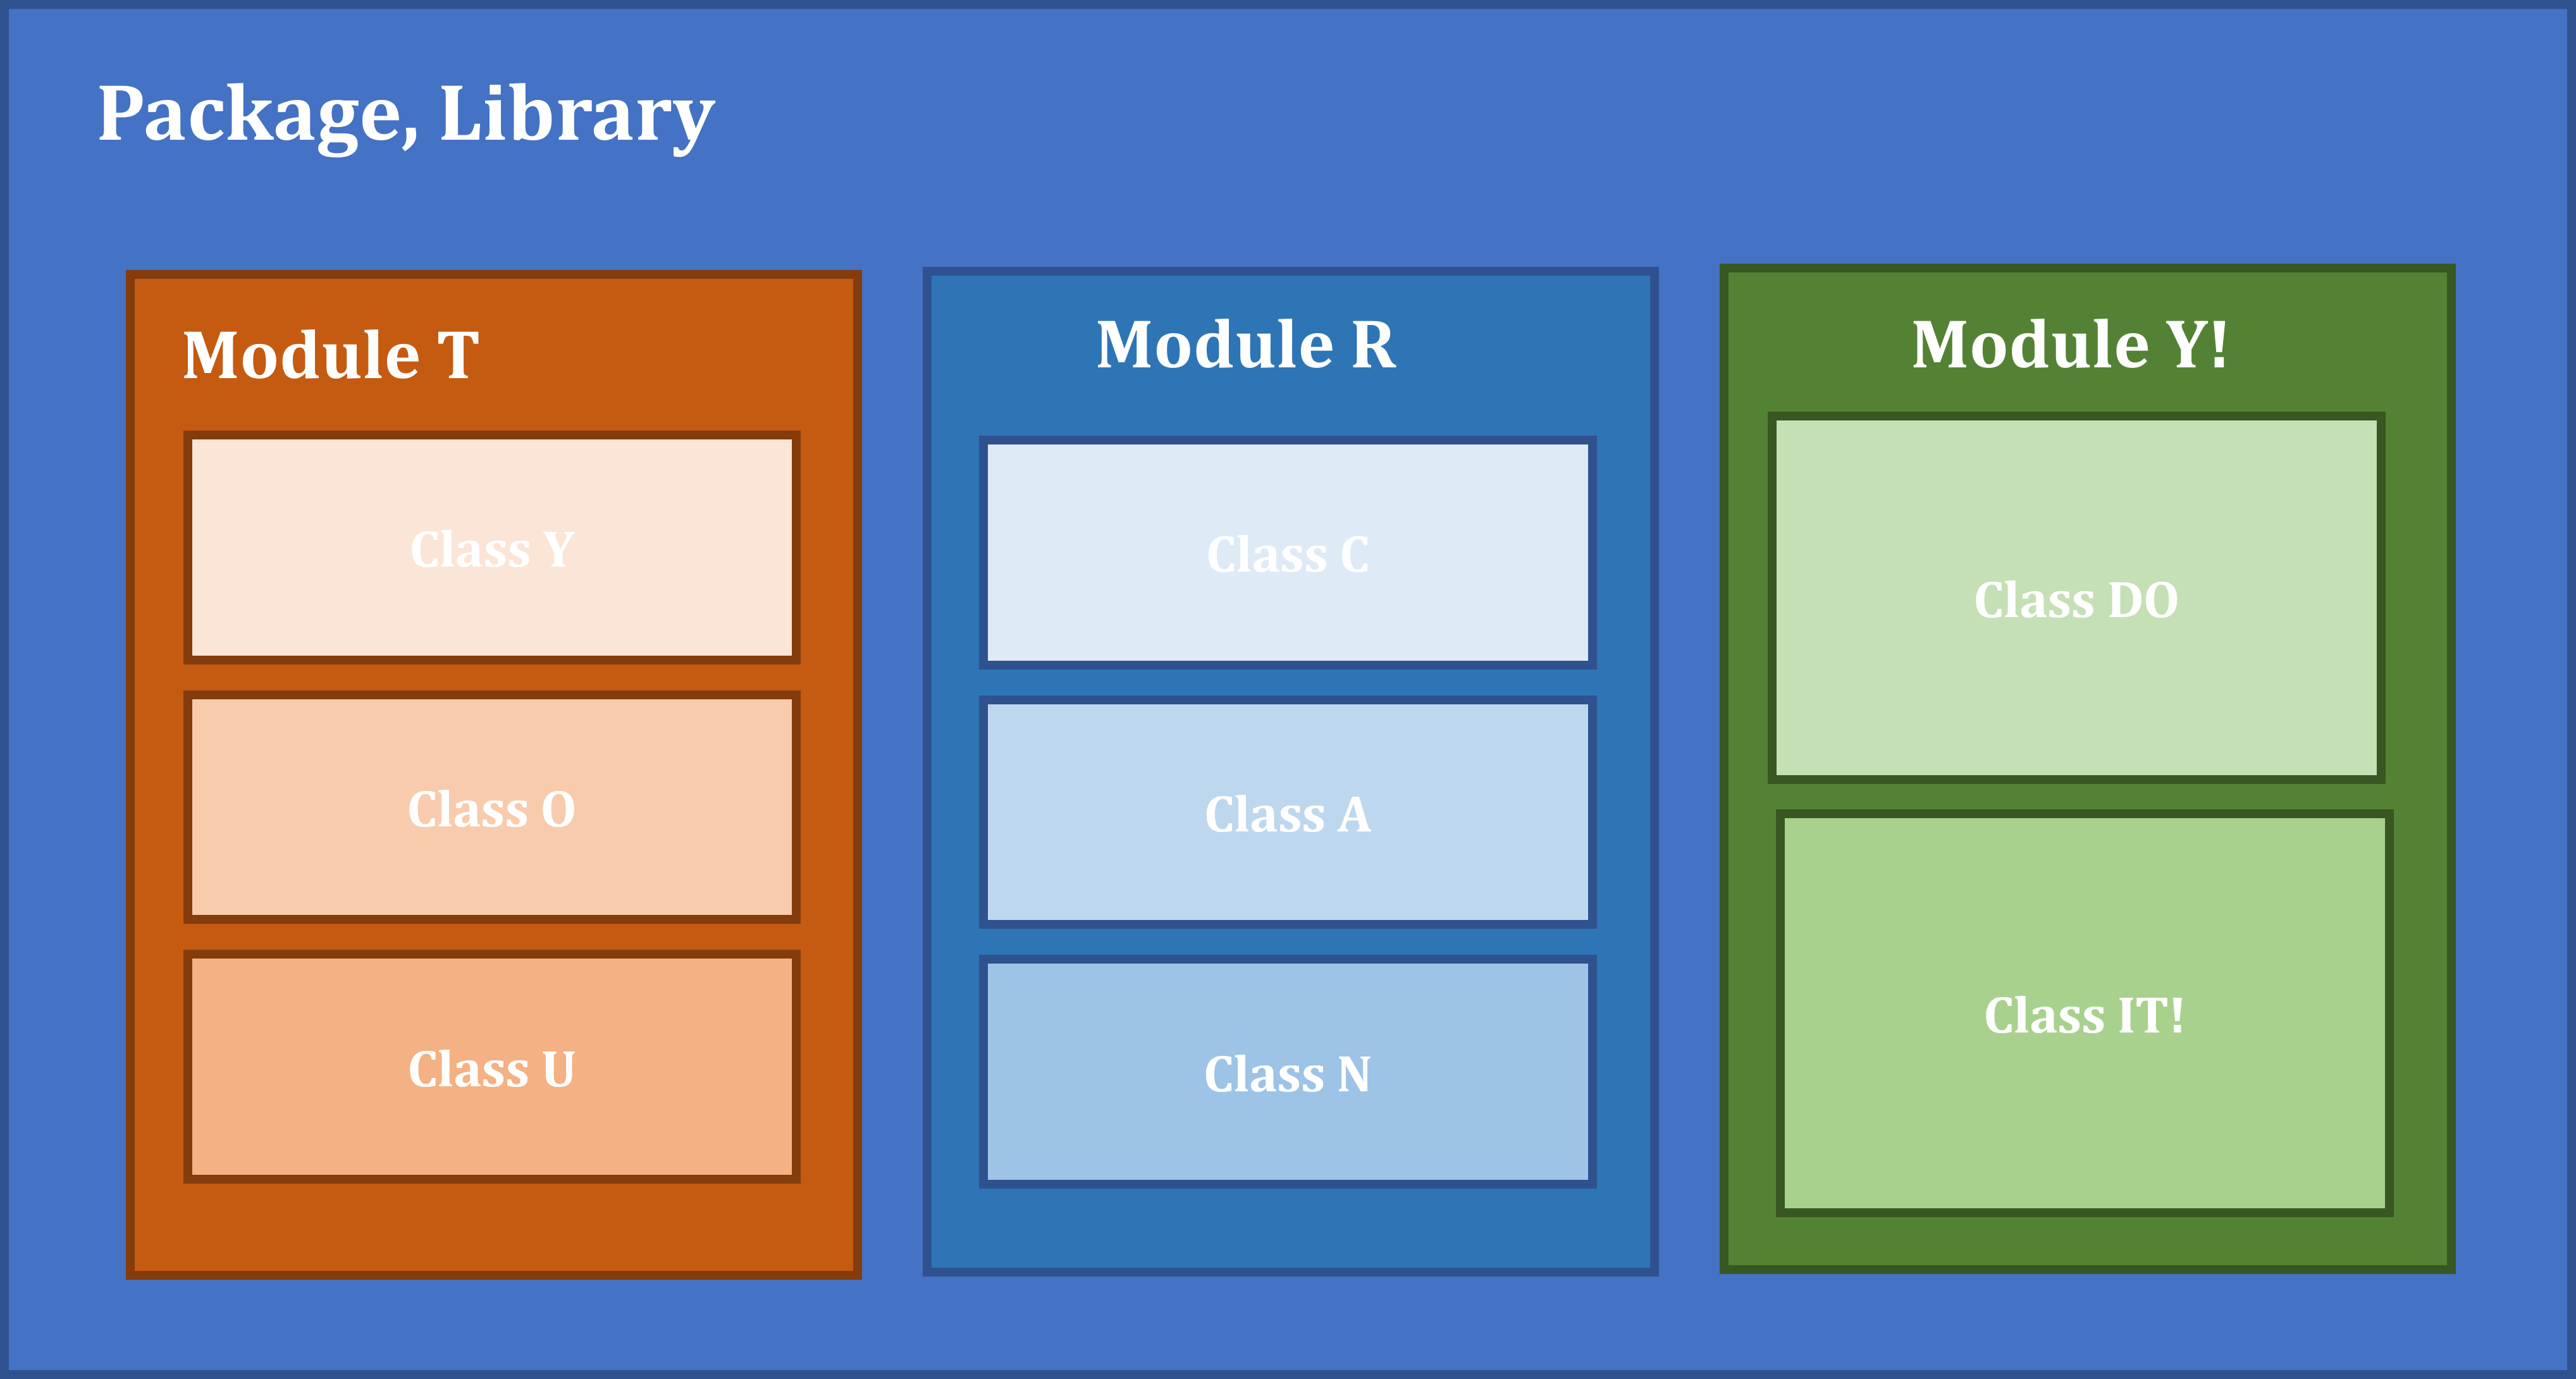 Package, Library
Module T
Class Y
Class O
Class U
Module R
Class C
Class A
Class N
Module Y!
Class DO
Class IT!